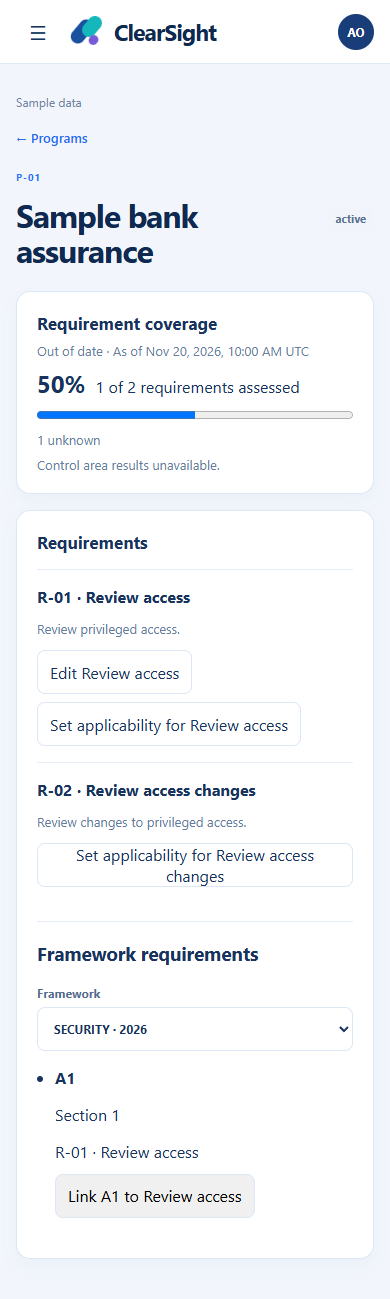 ☰ ClearSight AO
Sample data
← Programs
P-01
Sample bank assurance
active
Requirement coverage
Out of date · As of Nov 20, 2026, 10:00 AM UTC
50% 1 of 2 requirements assessed
1 unknown
Control area results unavailable.
Requirements
R-01 · Review access
Review privileged access.
Edit Review access
Set applicability for Review access
R-02 · Review access changes
Review changes to privileged access.
Set applicability for Review access
changes
Framework requirements
Framework
SECURITY · 2026
A1
Section 1
R-01 · Review access
Link A1 to Review access